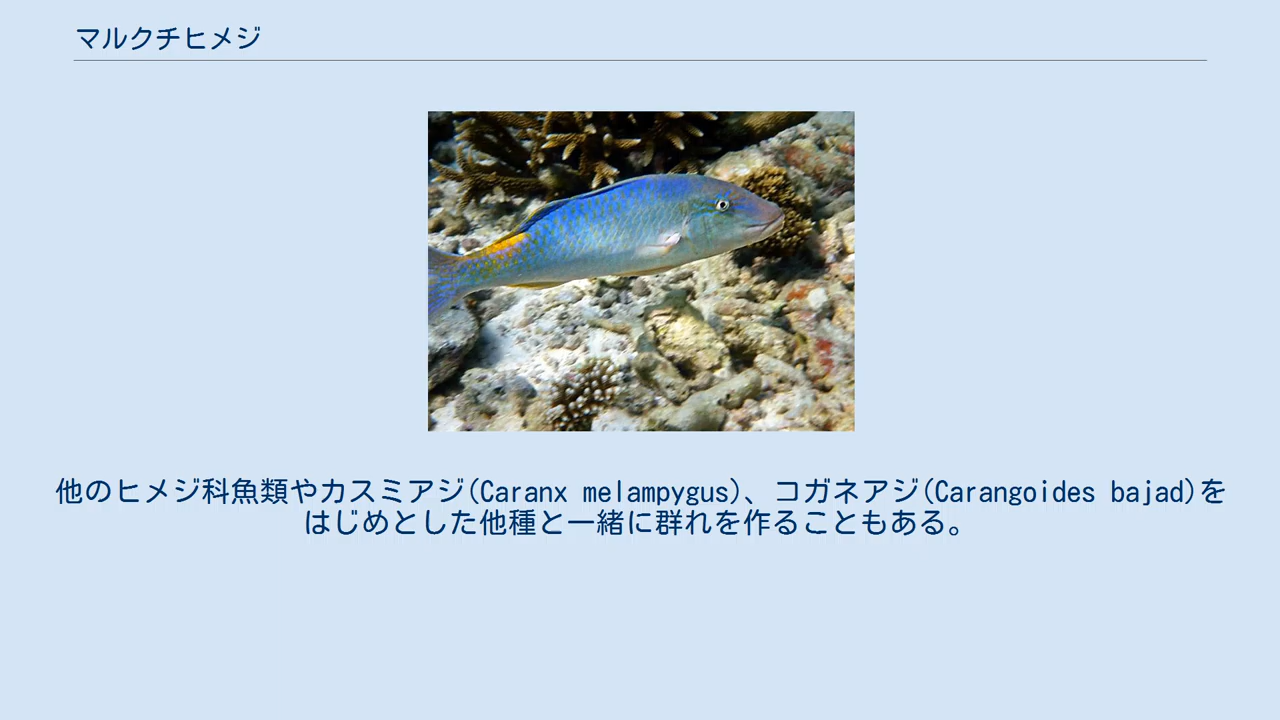 マルクチヒメジ
他のヒメジ科魚類やカスミアジ(Caranx melampygus)、コガネアジ(Carangoides bajad)を
はじめとした他種と一緒に群れを作ることもある。